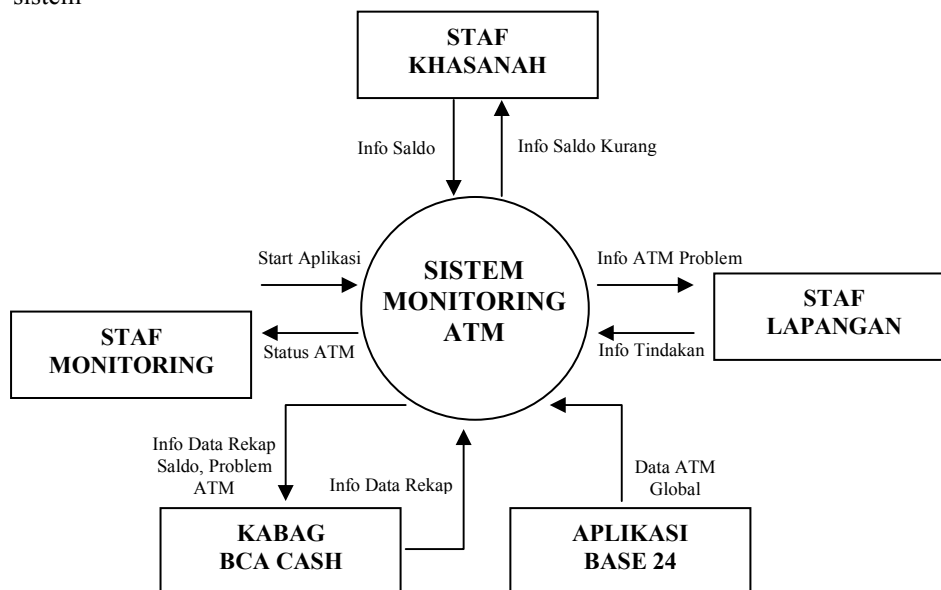 sistem
STAF
KHASANAH
Info Saldo
Info Saldo Kurang
Start Aplikasi
SISTEM
MONITORING
ATM
Info ATM Problem
STAF
LAPANGAN
STAF
MONITORING
Status ATM
Info Tindakan
Info Data Rekap
Saldo, Problem
ATM
Info Data Rekap
Data ATM
Global
KABAG
BCA CASH
APLIKASI
BASE 24